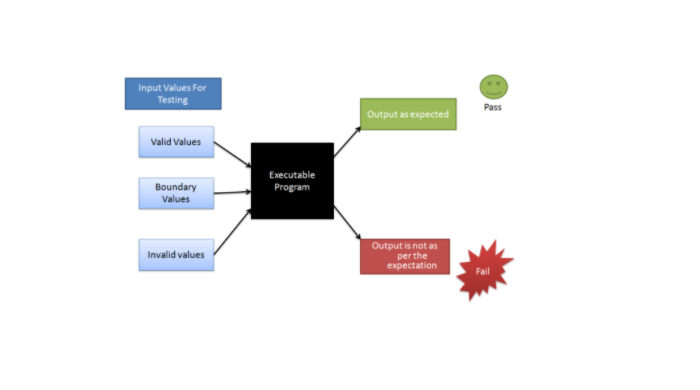 Input Values For
Testing
Valid Values
Boundary
Values
Invalid values
Executable
Program
Output as expected
Pass
Output is not as
per the
expectation
Fail